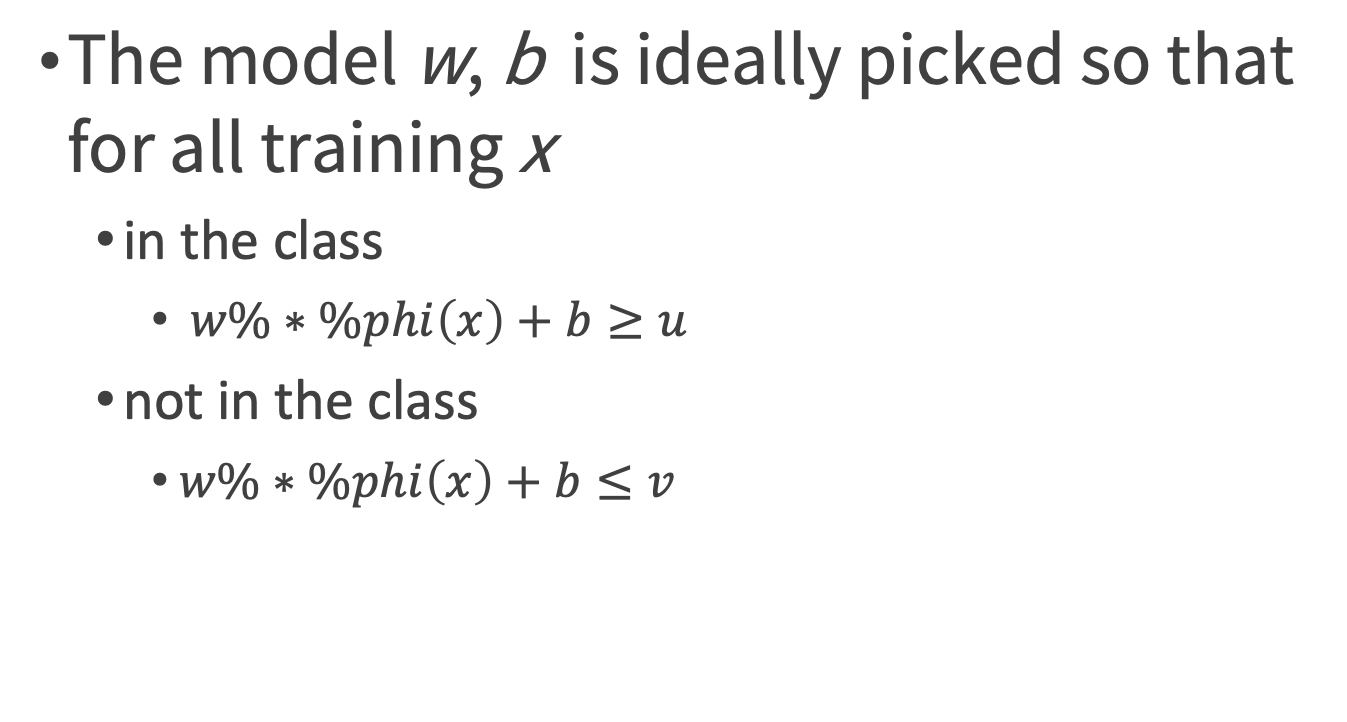 •The model w, b is ideally picked so that
for all training x
•in the class
• w% * %phi(x) + b ≥ u
•not in the class
•w% * %phi(x) + b ≤ v